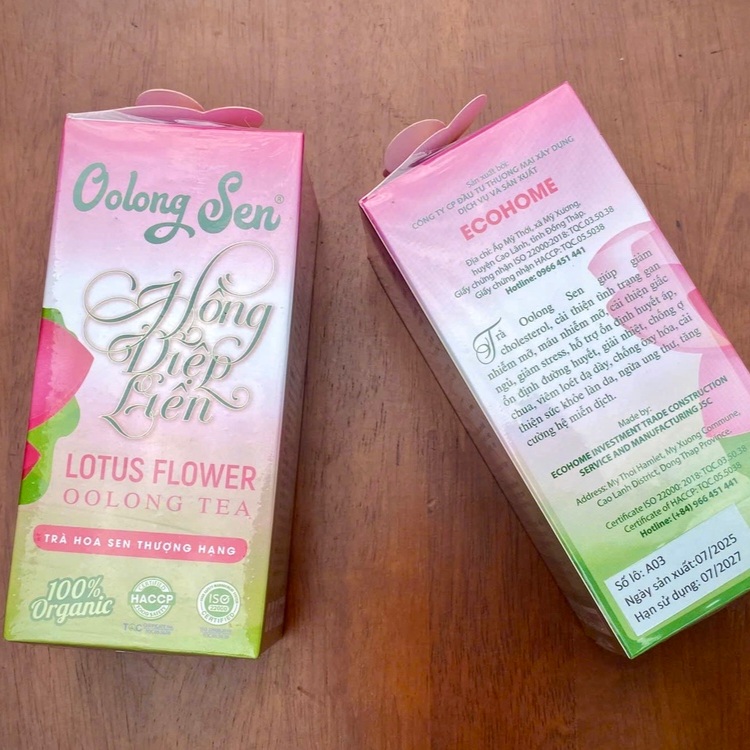 Oolong Sen®
Hồng
Điệp
Liên
LOTUS FLOWER
OOLONG TEA
TRÀ HOA SEN THƯỢNG HẠNG
100%
Organic
HACCP
ISO
22000
CERTIFIED
Sản xuất bởi:
CÔNG TY CP ĐẦU TƯ THƯƠNG MẠI XÂY DỰNG
DỊCH VỤ VÀ SẢN XUẤT
ECOHOME
Địa chỉ: Ấp Mỹ Thới, xã Mỹ Xương,
huyện Cao Lãnh, tỉnh Đồng Tháp.
Giấy chứng nhận ISO 22000:2018: TQC.03.50.38
Giấy chứng nhận HACCP: TQC.05.5038
Hotline: 0966 451 441
Trà Oolong Sen giúp giảm
cholesterol, cải thiện tình trạng gan
nhiễm mỡ, máu nhiễm mỡ, cải thiện giấc
ngủ, giảm stress, hỗ trợ ổn định huyết áp,
ổn định đường huyết, giải nhiệt, chống ợ
chua, viêm loét dạ dày, chống oxy hóa, cải
thiện sức khỏe làn da, ngừa ung thư, tăng
cường hệ miễn dịch.
Made by:
ECOHOME INVESTMENT TRADE CONSTRUCTION
SERVICE AND MANUFACTURING JSC
Address: My Thoi Hamlet, My Xuong Commune,
Cao Lanh District, Dong Thap Province.
Certificate ISO 22000: 2018: TQC.03.50.38
Certificate of HACCP: TQC.05.5038
Hotline: (+84) 966 451 441
Số lô: A03
Ngày sản xuất:07/2025
Hạn sử dụng: 07/2027